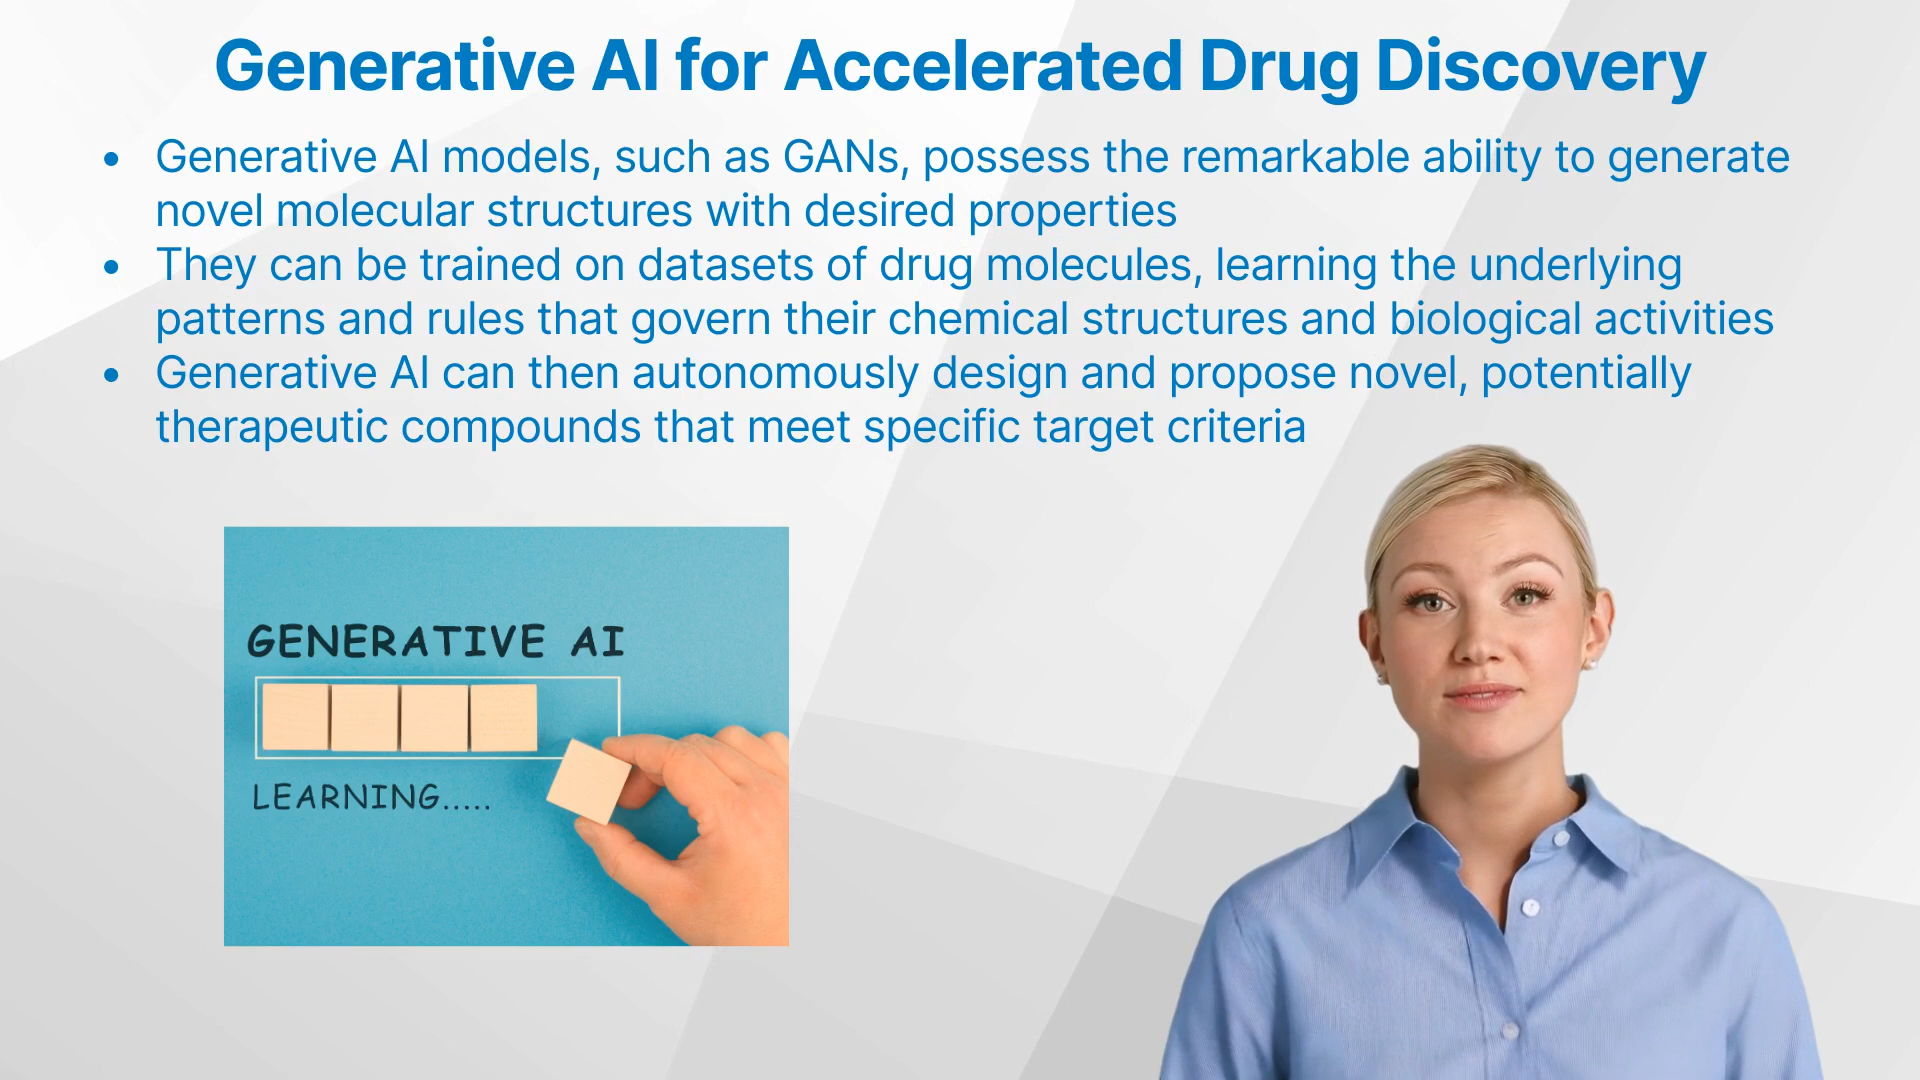 Generative AI for Accelerated Drug Discovery
• Generative AI models, such as GANs, possess the remarkable ability to generate
novel molecular structures with desired properties
• They can be trained on datasets of drug molecules, learning the underlying
patterns and rules that govern their chemical structures and biological activities
• Generative AI can then autonomously design and propose novel, potentially
therapeutic compounds that meet specific target criteria
GENERATIVE AI
LEARNING.....